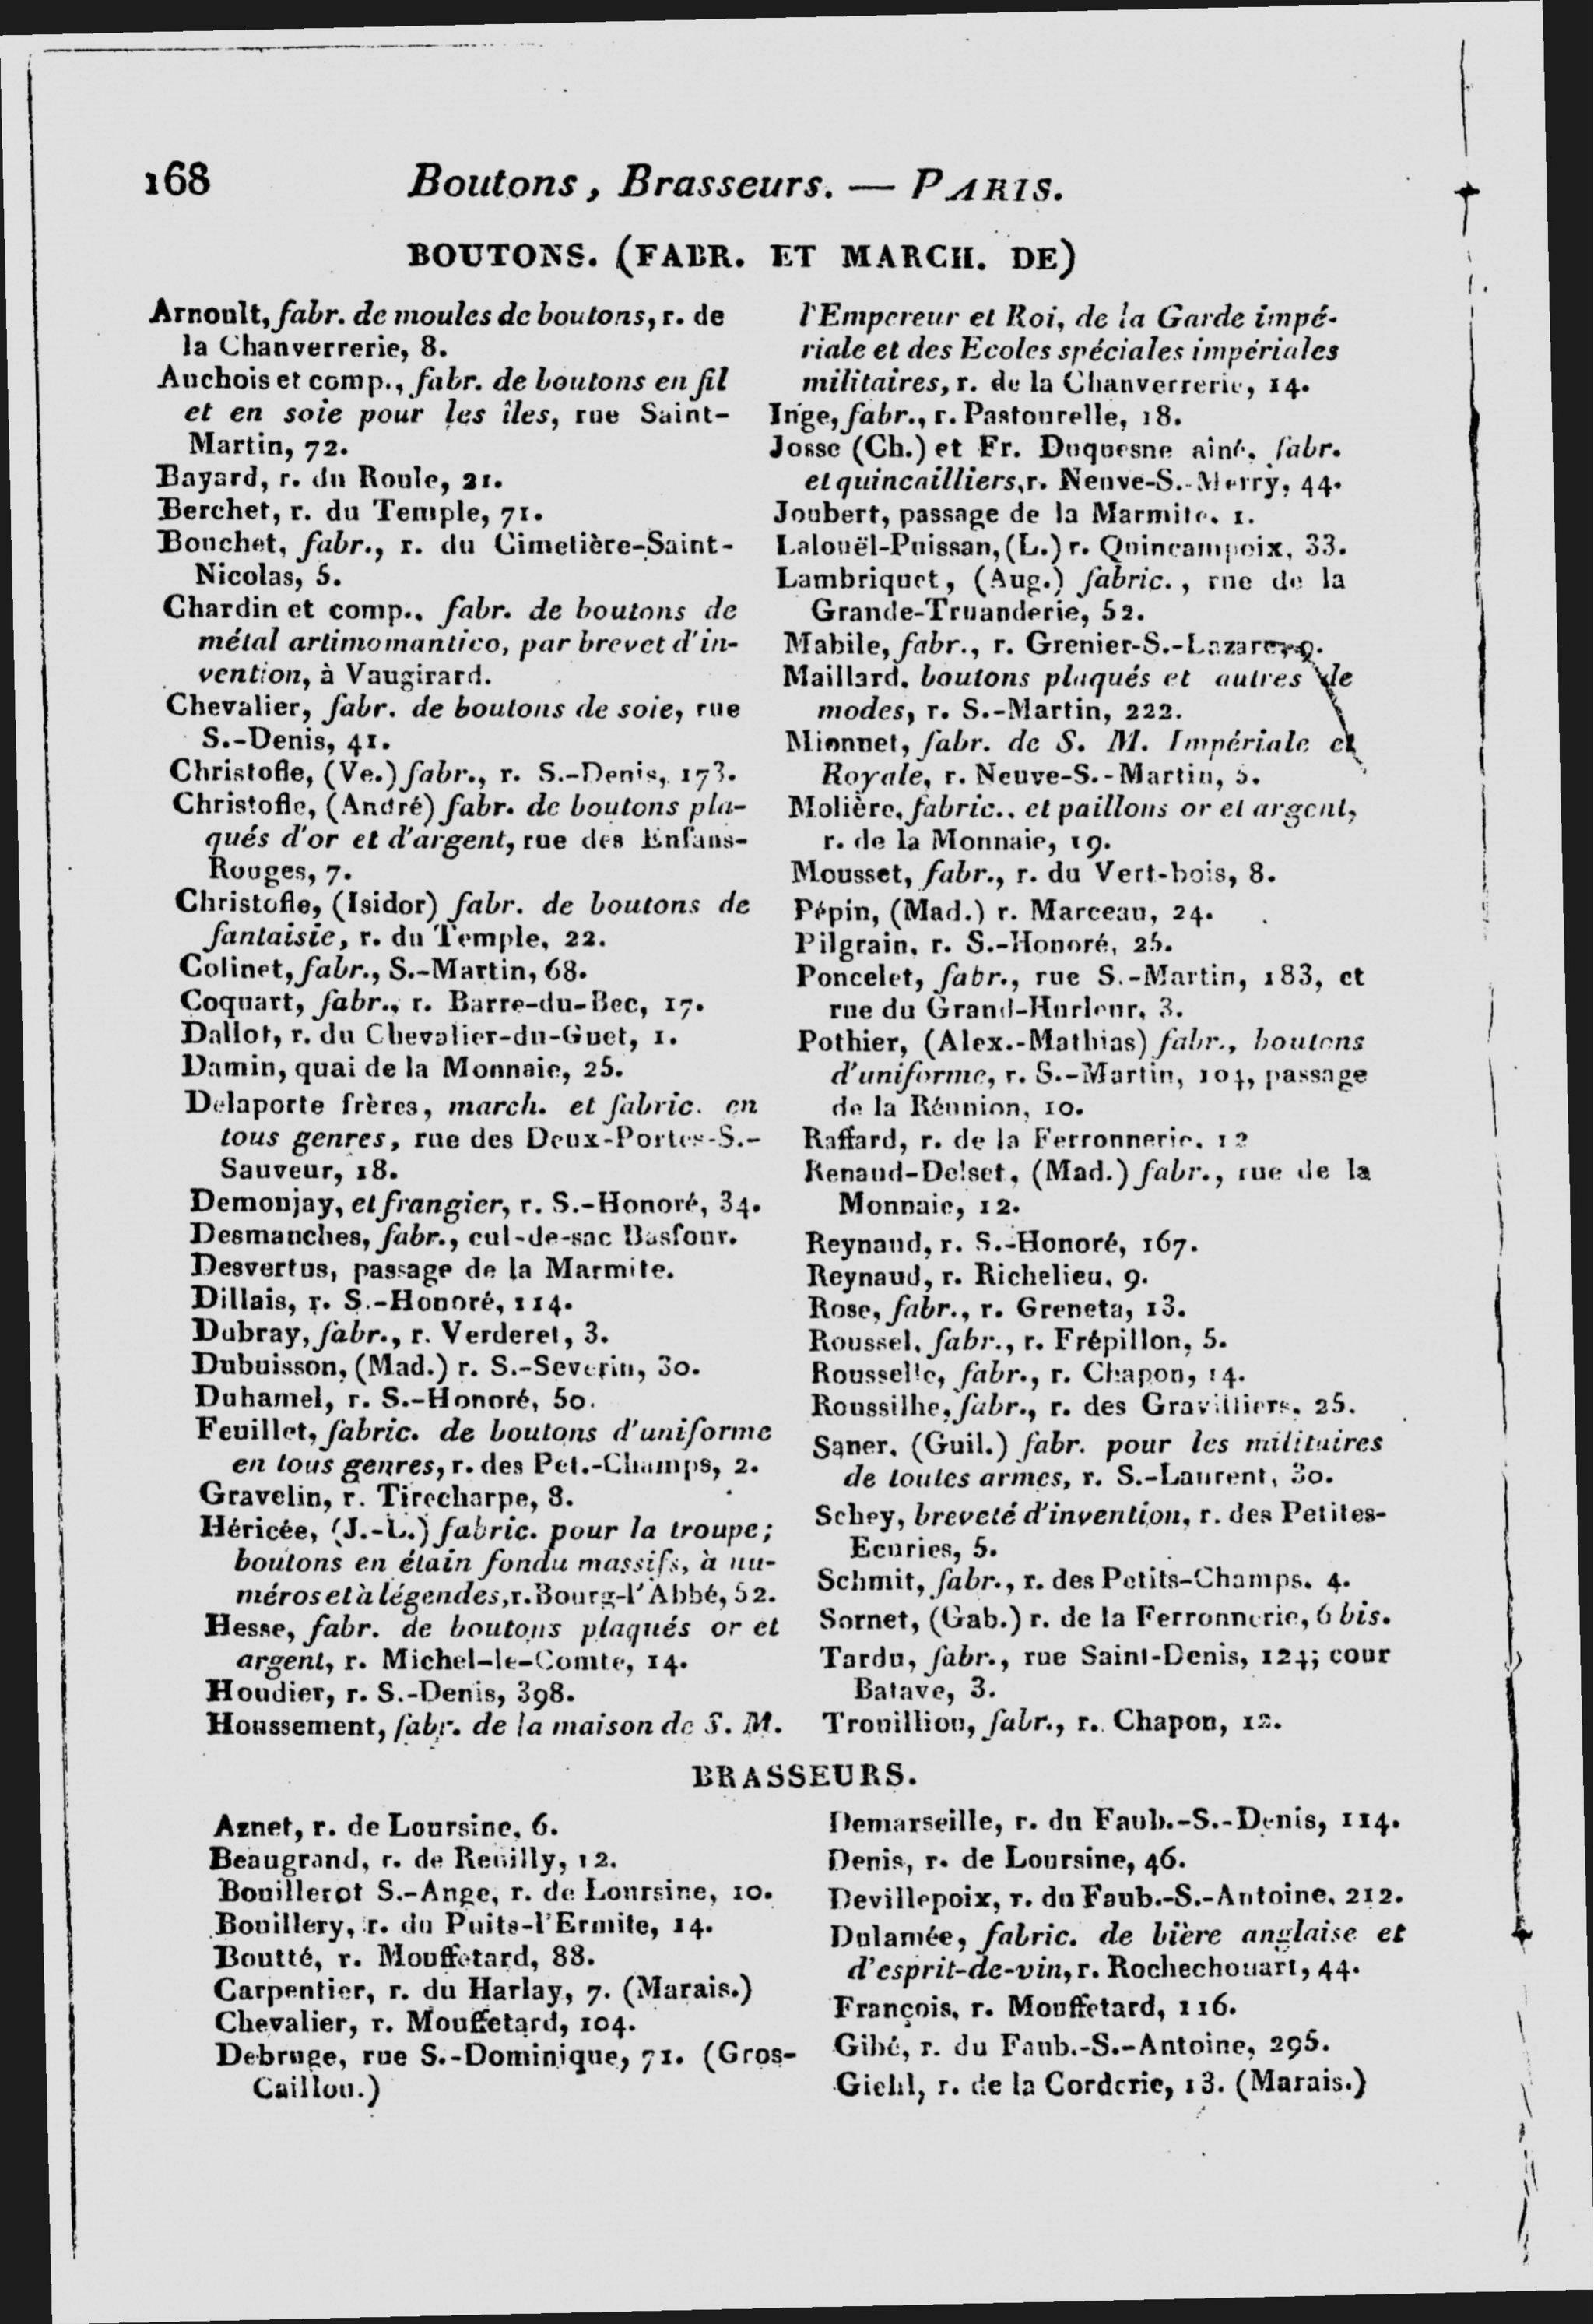 168 Boutons, Brasseurs. — PARIS.
BOUTONS. (FABR. ET MARCH. DE)
Arnoult, fabr. de moules de boutons, r. de
la Chanverrerie, 8.
Auchois et comp., fabr. de boutons en fil
et en soie pour les îles, rue Saint-
Martin, 72.
Bayard, r. du Roule, 21.
Berchet, r. du Temple, 71.
Bouchet, fabr., r. du Cimetière-Saint-
Nicolas, 5.
Chardin et comp., fabr. de boutons de
métal artimomantico, par brevet d'in-
vention, à Vaugirard.
Chevalier, fabr. de boutons de soie, rue
S.-Denis, 41.
Christofle, (Ve.) fabr., r. S.-Denis, 173.
Christofle, (André) fabr. de boutons pla-
qués d'or et d'argent, rue des Enfans-
Rouges, 7.
Christofle, (Isidor) fabr. de boutons de
fantaisie, r. du Temple, 22.
Colinet, fabr., S.-Martin, 68.
Coquart, fabr., r. Barre-du-Bec, 17.
Dallot, r. du Chevalier-du-Guet, 1.
Damin, quai de la Monnaie, 25.
Delaporte frères, march. et fabric. en
tous genres, rue des Deux-Portes-S.-
Sauveur, 18.
Demonjay, et frangier, r. S.-Honoré, 34.
Desmanches, fabr., cul-de-sac Basfour.
Desvertus, passage de la Marmite.
Dillais, r. S.-Honoré, 114.
Dubray, fabr., r. Verderet, 3.
Dubuisson, (Mad.) r. S.-Severin, 30.
Duhamel, r. S.-Honoré, 50.
Feuillet, fabric. de boutons d'uniforme
en tous genres, r. des Pet.-Champs, 2.
Gravelin, r. Tirecharpe, 8.
Héricée, (J.-L.) fabric. pour la troupe;
boutons en étain fondu massifs, à nu-
méros et à légendes, r. Bourg-l'Abbé, 52.
Hesse, fabr. de boutons plaqués or et
argent, r. Michel-le-Comte, 14.
Houdier, r. S.-Denis, 398.
Houssement, fabr. de la maison de S. M.
l'Empereur et Roi, de la Garde impé-
riale et des Ecoles spéciales impériales
militaires, r. de la Chanverrerie, 14.
Inge, fabr., r. Pastourelle, 18.
Josse (Ch.) et Fr. Duquesne aîné, fabr.
et quincailliers, r. Neuve-S.-Merry, 44.
Joubert, passage de la Marmite, 1.
Lalouël-Puissan, (L.) r. Quincampoix, 33.
Lambriquet, (Aug.) fabric., rue de la
Grande-Truanderie, 52.
Mabile, fabr., r. Grenier-S.-Lazare, 9.
Maillard, boutons plaqués et autres de
modes, r. S.-Martin, 222.
Mionnet, fabr. de S. M. Impériale et
Royale, r. Neuve-S.-Martin, 5.
Molière, fabric., et paillons or et argent,
r. de la Monnaie, 19.
Mousset, fabr., r. du Vert-bois, 8.
Pépin, (Mad.) r. Marceau, 24.
Pilgrain, r. S.-Honoré, 25.
Poncelet, fabr., rue S.-Martin, 183, et
rue du Grand-Hurleur, 3.
Pothier, (Alex.-Mathias) fabr., boutons
d'uniforme, r. S.-Martin, 104, passage
de la Réunion, 10.
Raffard, r. de la Ferronnerie, 12
Renaud-Delset, (Mad.) fabr., rue de la
Monnaie, 12.
Reynaud, r. S.-Honoré, 167.
Reynaud, r. Richelieu, 9.
Rose, fabr., r. Greneta, 13.
Roussel, fabr., r. Frépillon, 5.
Rousselle, fabr., r. Chapon, 14.
Roussilhe, fabr., r. des Gravilliers, 25.
Saner, (Guil.) fabr. pour les militaires
de toutes armes, r. S.-Laurent, 30.
Schey, breveté d'invention, r. des Petites-
Ecuries, 5.
Schmit, fabr., r. des Petits-Champs, 4.
Sornet, (Gab.) r. de la Ferronnerie, 6 bis.
Tardu, fabr., rue Saint-Denis, 124; cour
Batave, 3.
Trouillion, fabr., r. Chapon, 12.
BRASSEURS.
Aznet, r. de Loursine, 6.
Beaugrand, r. de Reuilly, 12.
Bouillerot S.-Ange, r. de Loursine, 10.
Bouillery, r. du Puits-l'Ermite, 14.
Boutté, r. Mouffetard, 88.
Carpentier, r. du Harlay, 7. (Marais.)
Chevalier, r. Mouffetard, 104.
Debruge, rue S.-Dominique, 71. (Gros-
Caillou.)
Demarseille, r. du Faub.-S.-Denis, 114.
Denis, r. de Loursine, 46.
Devillepoix, r. du Faub.-S.-Antoine, 212.
Dulamée, fabric. de bière anglaise et
d'esprit-de-vin, r. Rochechouart, 44.
François, r. Mouffetard, 116.
Gibé, r. du Faub.-S.-Antoine, 295.
Giehl, r. de la Corderie, 13. (Marais.)